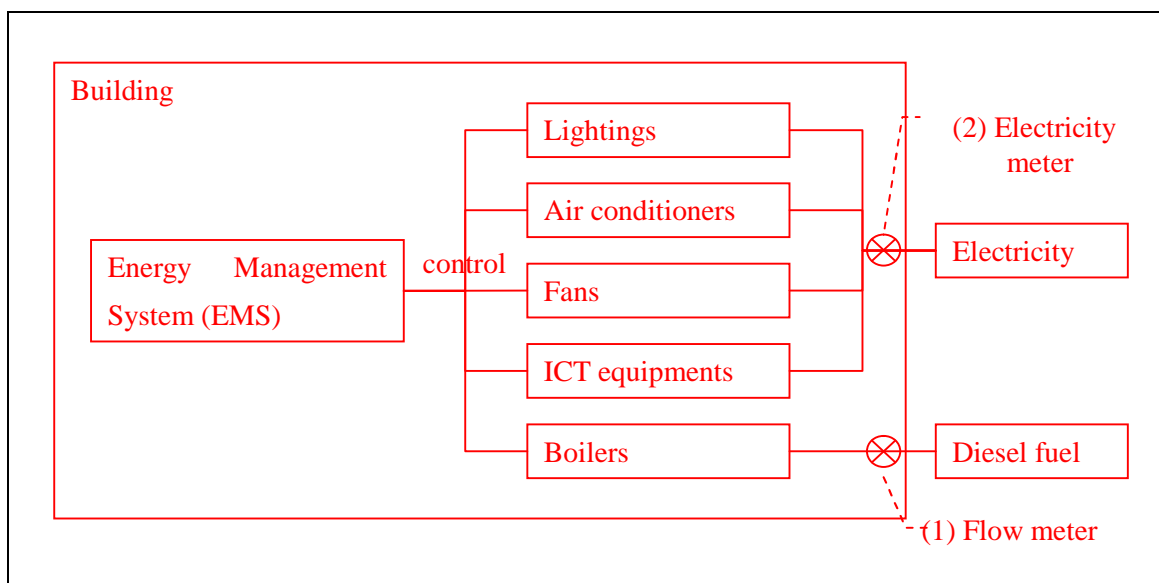 Building
Lightings
(2) Electricity
meter
Air conditioners
Energy Management
System (EMS)
control
Electricity
Fans
ICT equipments
Boilers
Diesel fuel
(1) Flow meter